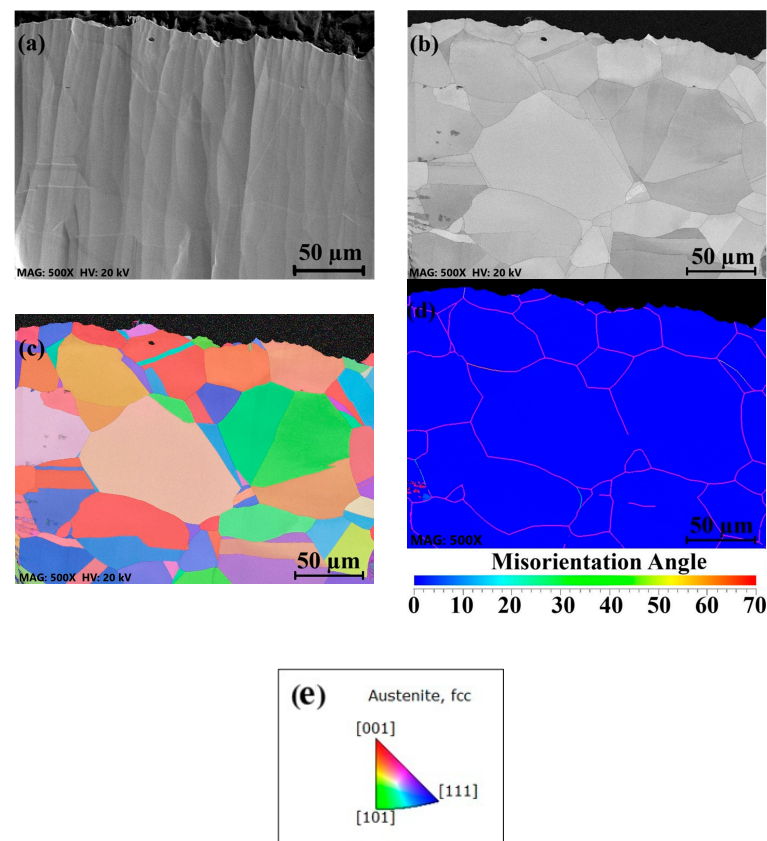 (a)
50 µm
MAG: 500X HV: 20 kV
(b)
50 µm
MAG: 500X HV: 20 kV
(c)
50 µm
MAG: 500X HV: 20 kV
(d)
50 µm
MAG: 500X
Misorientation Angle
0 10 20 30 40 50 60 70
(e) Austenite, fcc
[001]
[111]
[101]